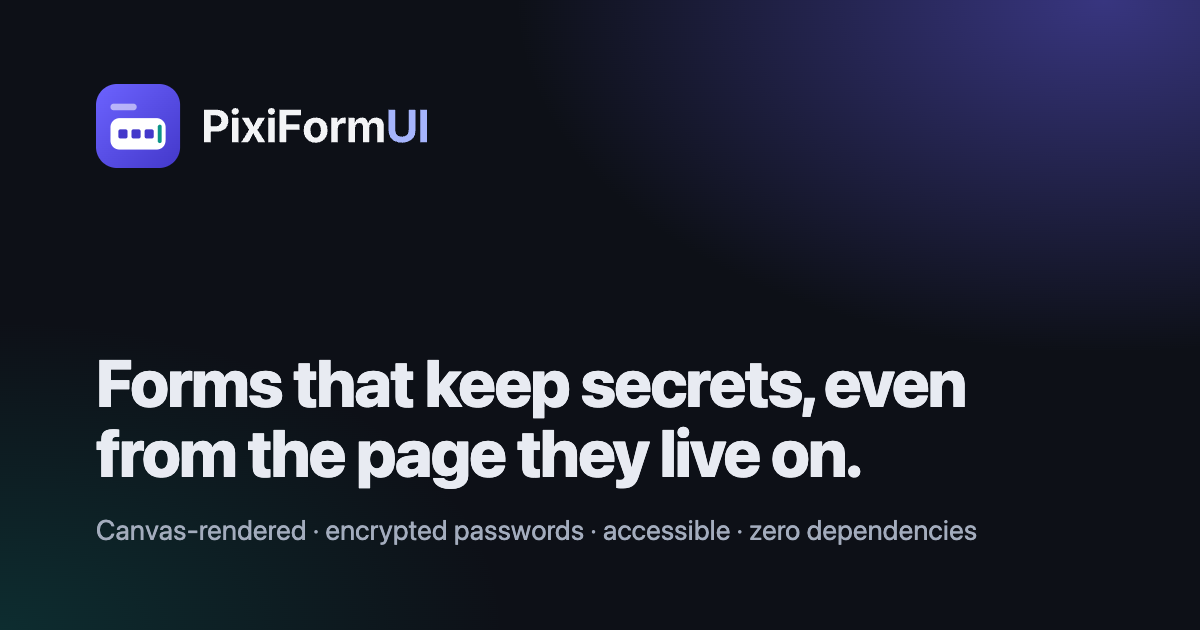 PixiFormUI
Forms that keep secrets, even
from the page they live on.
Canvas-rendered · encrypted passwords · accessible · zero dependencies